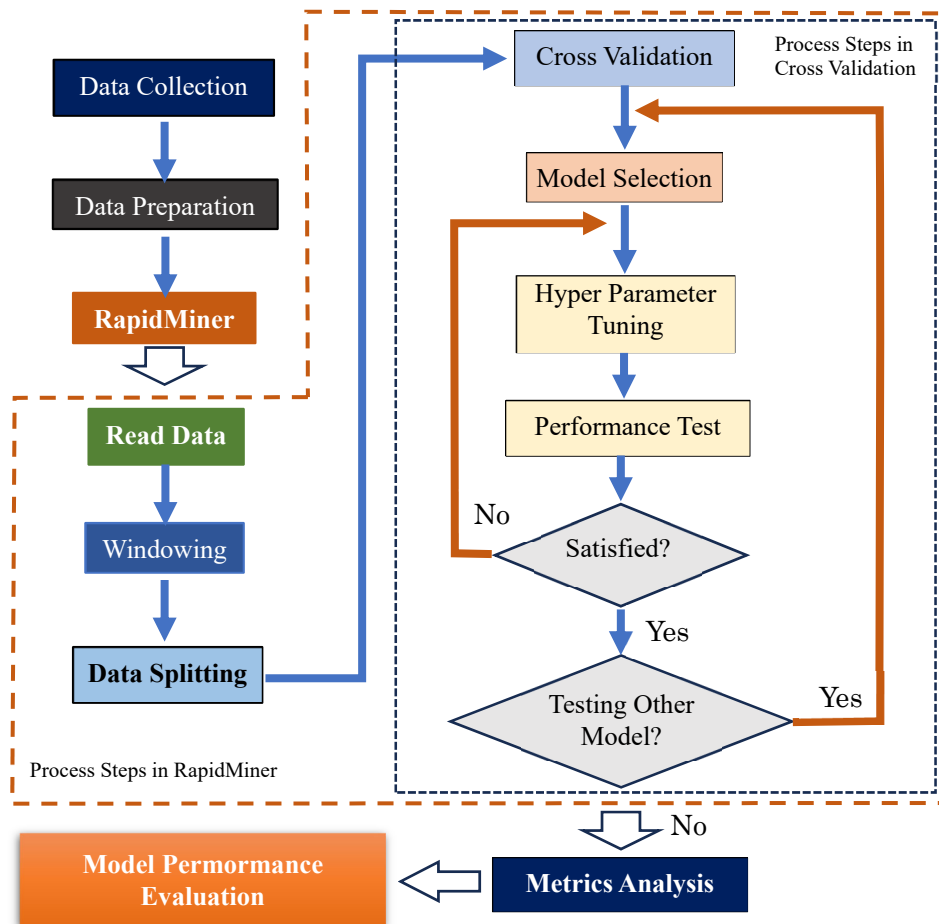 Data Collection
Data Preparation
RapidMiner
Read Data
Windowing
Data Splitting
Process Steps in RapidMiner
Cross Validation
Process Steps in
Cross Validation
Model Selection
Hyper Parameter
Tuning
Performance Test
Satisfied?
No
Yes
Testing Other
Model?
Yes
No
Metrics Analysis
Model Permormance
Evaluation